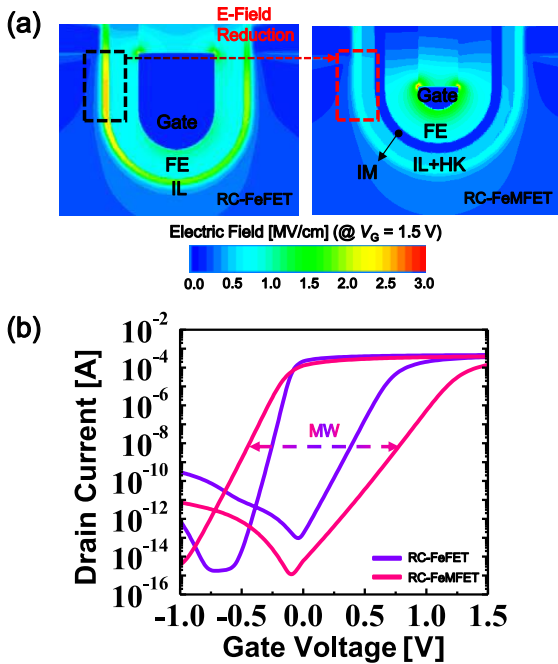 (a)
E-Field
Reduction
Gate
FE
IL
RC-FeFET
Gate
FE
IM
IL+HK
RC-FeMFET
Electric Field [MV/cm] (@ VG = 1.5 V)
0.0 0.5 1.0 1.5 2.0 2.5 3.0
(b)
Drain Current [A]
10-2
10-4
10-6
10-8
10-10
10-12
10-14
10-16
MW
RC-FeFET
RC-FeMFET
-1.0 -0.5 0.0 0.5 1.0 1.5
Gate Voltage [V]